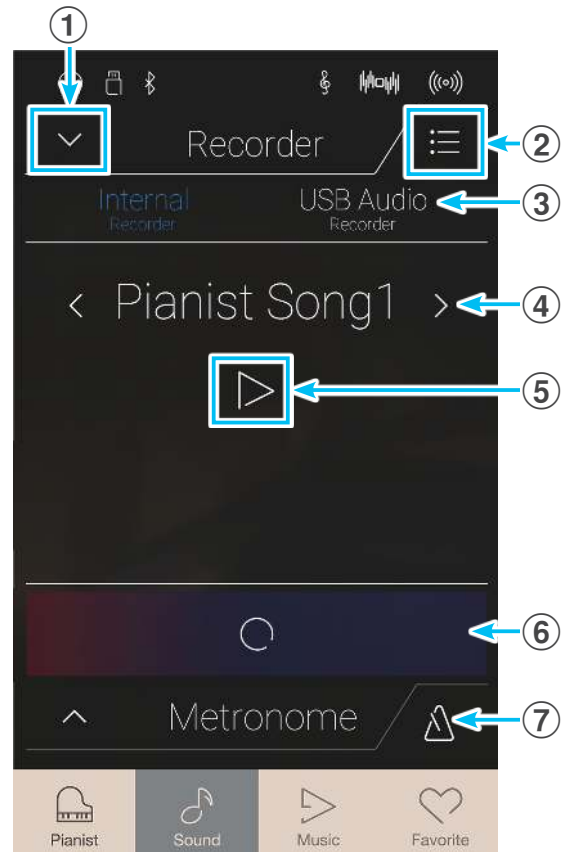 ①
Recorder
②
Internal
Recorder
USB Audio
Recorder
③
Pianist Song1
④
⑤
⑥
Metronome
⑦
Pianist
Sound
Music
Favorite